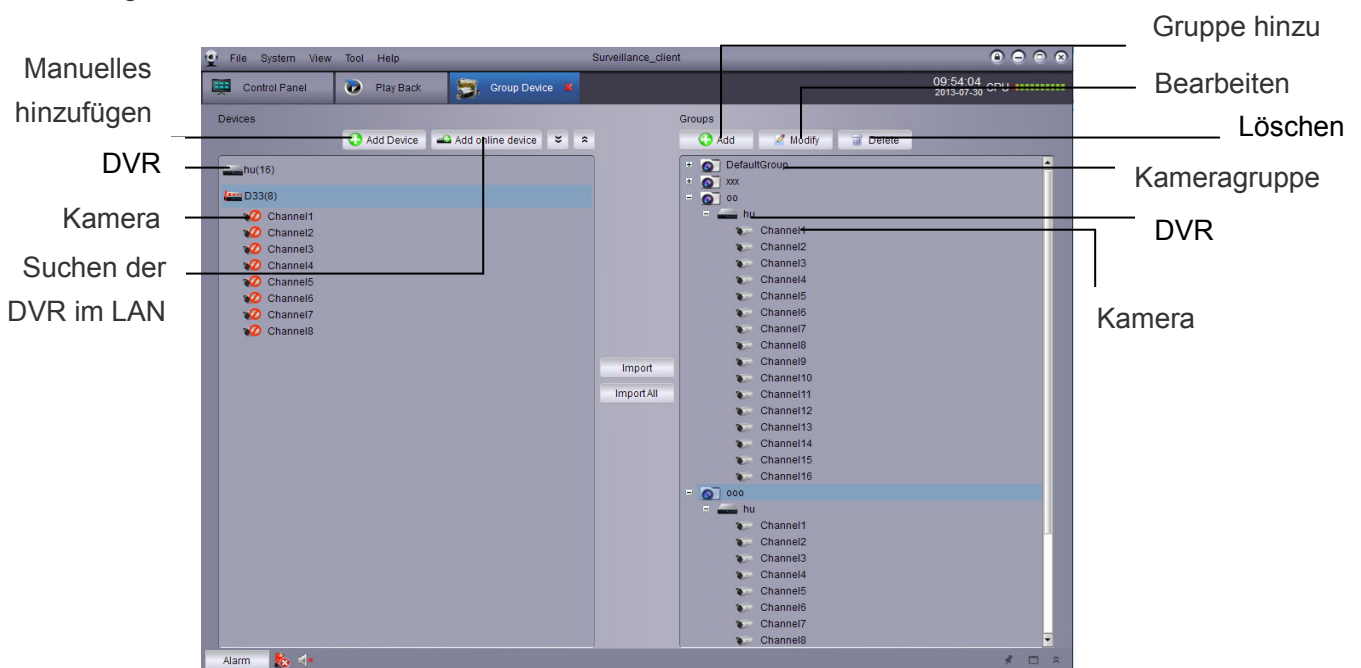 Gruppe hinzu
Manuelles
hinzufügen
DVR
Kamera
Suchen der
DVR im LAN
File System View Tool Help
Surveillance_client
Control Panel
Play Back
Group Device
09:54:04
2013-07-30
CPU
Devices
Add Device
Add online device
hu(16)
D33(8)
Channel1
Channel2
Channel3
Channel4
Channel5
Channel6
Channel7
Channel8
Import
Import All
Groups
Add
Modify
Delete
DefaultGroup
xxx
oo
hu
Channel1
Channel2
Channel3
Channel4
Channel5
Channel6
Channel7
Channel8
Channel9
Channel10
Channel11
Channel12
Channel13
Channel14
Channel15
Channel16
ooo
hu
Channel1
Channel2
Channel3
Channel4
Channel5
Channel6
Channel7
Channel8
Alarm
Bearbeiten
Löschen
Kameragruppe
DVR
Kamera